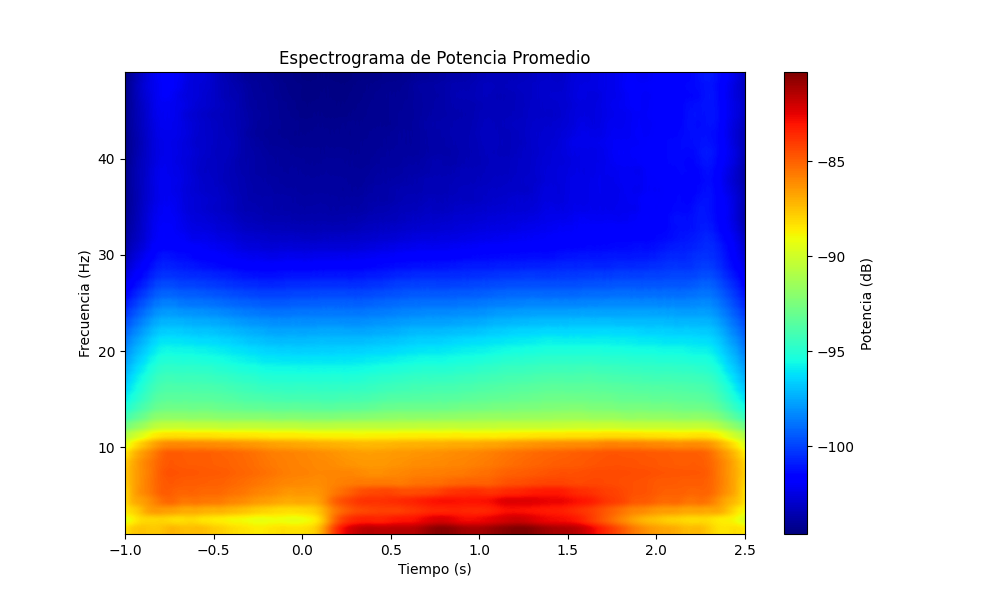 Espectrograma de Potencia Promedio
Frecuencia (Hz)
40
30
20
10
−1.0 −0.5 0.0 0.5 1.0 1.5 2.0 2.5
Tiempo (s)
−85
−90
−95
−100
Potencia (dB)